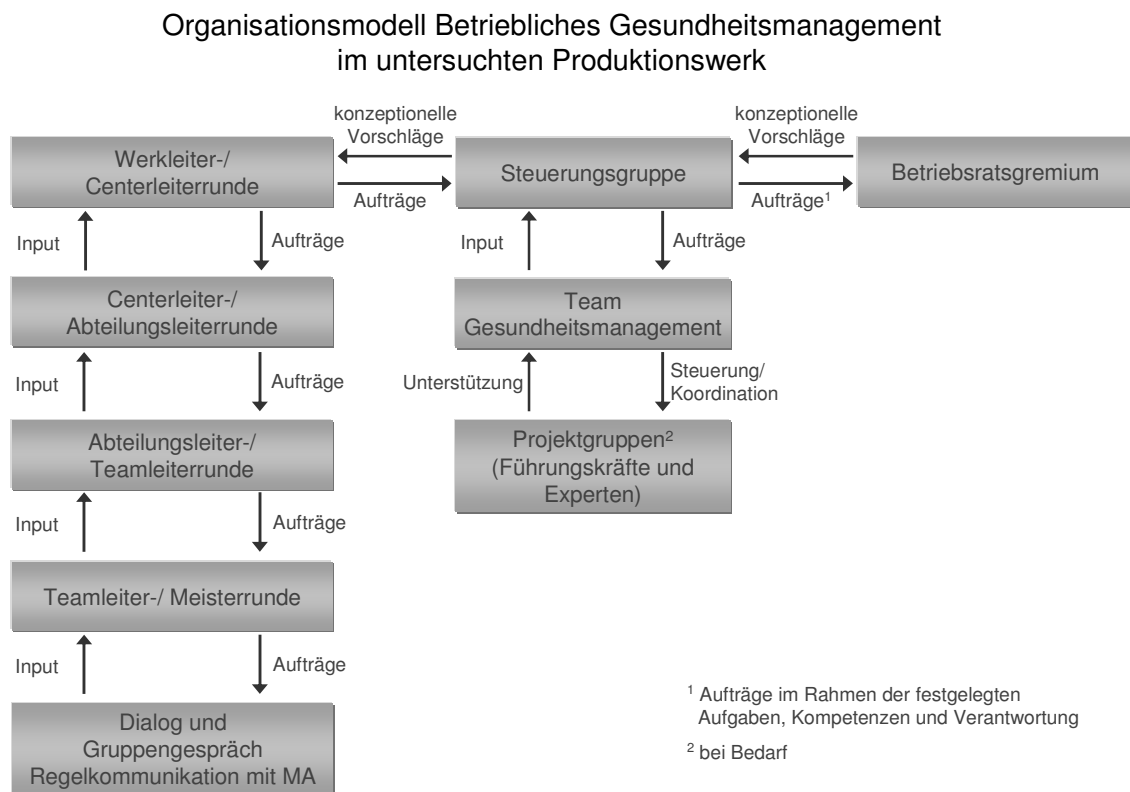 Organisationsmodell Betriebliches Gesundheitsmanagement
im untersuchten Produktionswerk
konzeptionelle
Vorschläge
konzeptionelle
Vorschläge
Werkleiter-/
Centerleiterrunde
Steuerungsgruppe
Betriebsratsgremium
Aufträge
Aufträge¹
Input
Aufträge
Input
Aufträge
Centerleiter-/
Abteilungsleiterrunde
Team
Gesundheitsmanagement
Input
Aufträge
Unterstützung
Steuerung/
Koordination
Abteilungsleiter-/
Teamleiterrunde
Projektgruppen²
(Führungskräfte und
Experten)
Input
Aufträge
Teamleiter-/ Meisterrunde
Input
Aufträge
Dialog und
Gruppengespräch
Regelkommunikation mit MA
¹ Aufträge im Rahmen der festgelegten
Aufgaben, Kompetenzen und Verantwortung
² bei Bedarf